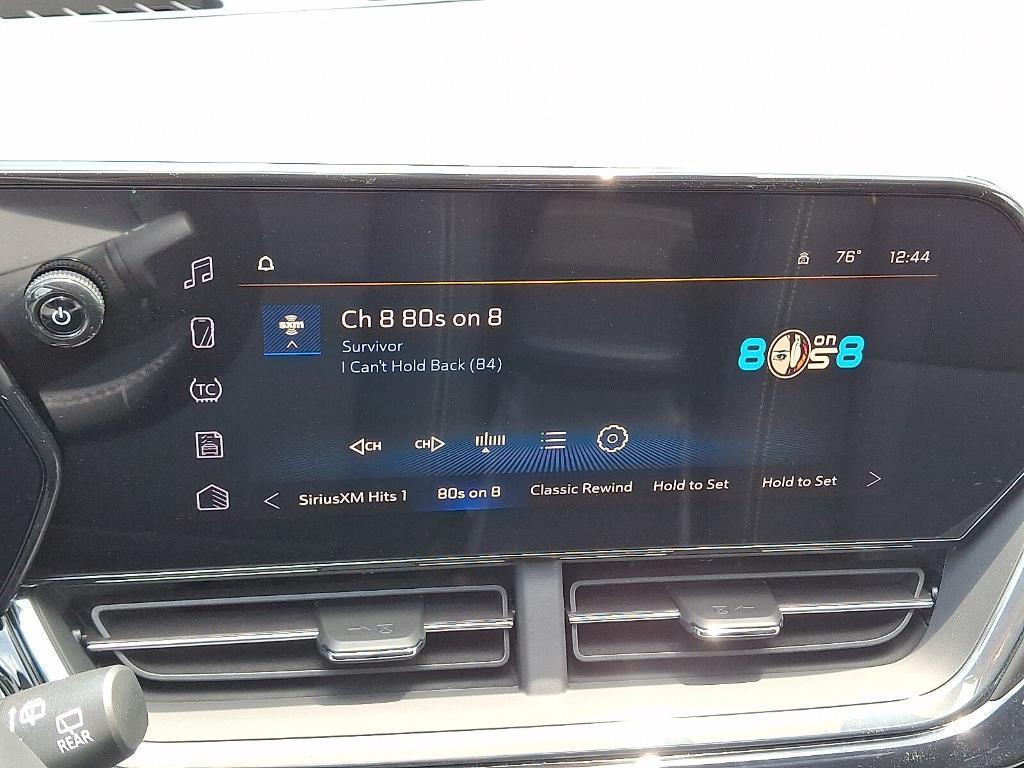 76° 12:44
sxm
Ch 8 80s on 8
Survivor
I Can't Hold Back (84)
80s on 8
TC
CH CH
SiriusXM Hits 1 80s on 8 Classic Rewind Hold to Set Hold to Set
REAR